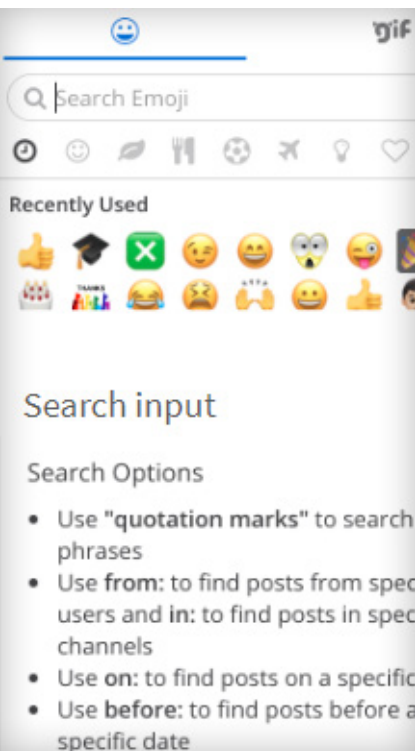 gif
Search Emoji
Recently Used
THANKS
Search input
Search Options
• Use "quotation marks" to search
phrases
• Use from: to find posts from spec
users and in: to find posts in spec
channels
• Use on: to find posts on a specific
• Use before: to find posts before a
specific date